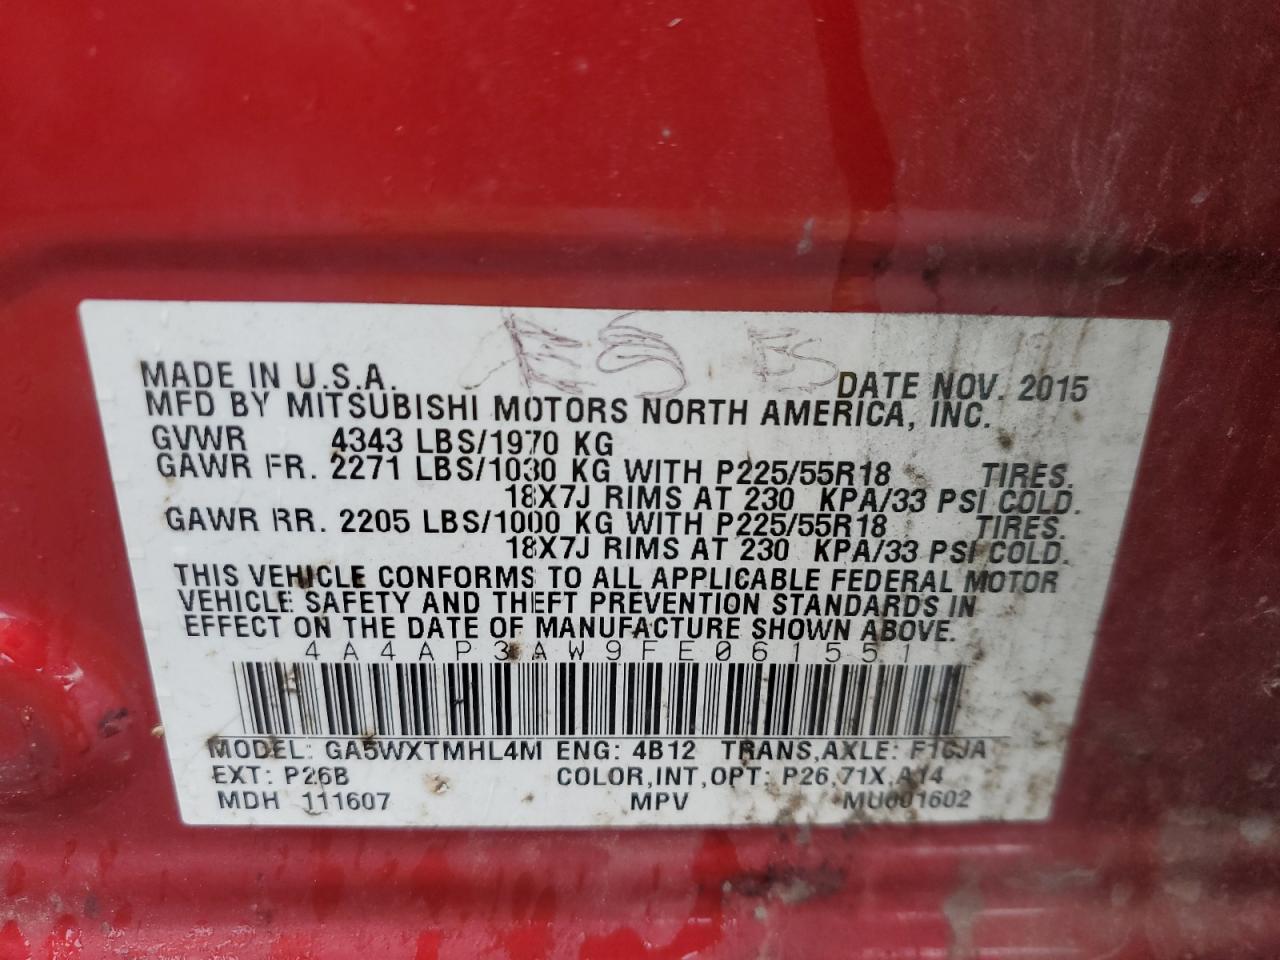 ES ES
MADE IN U.S.A. DATE NOV. 2015
MFD BY MITSUBISHI MOTORS NORTH AMERICA, INC.
GVWR 4343 LBS/1970 KG
GAWR FR. 2271 LBS/1030 KG WITH P225/55R18 TIRES.
18X7J RIMS AT 230 KPA/33 PSI COLD.
GAWR RR. 2205 LBS/1000 KG WITH P225/55R18 TIRES.
18X7J RIMS AT 230 KPA/33 PSI COLD.
THIS VEHICLE CONFORMS TO ALL APPLICABLE FEDERAL MOTOR
VEHICLE SAFETY AND THEFT PREVENTION STANDARDS IN
EFFECT ON THE DATE OF MANUFACTURE SHOWN ABOVE.
4A4AP3AW9FE061551
MODEL: GA5WXTMHL4M ENG: 4B12 TRANS,AXLE: F1CJA
EXT: P26B COLOR,INT,OPT: P26,71X,A14
MDH 111607 MPV MU001602